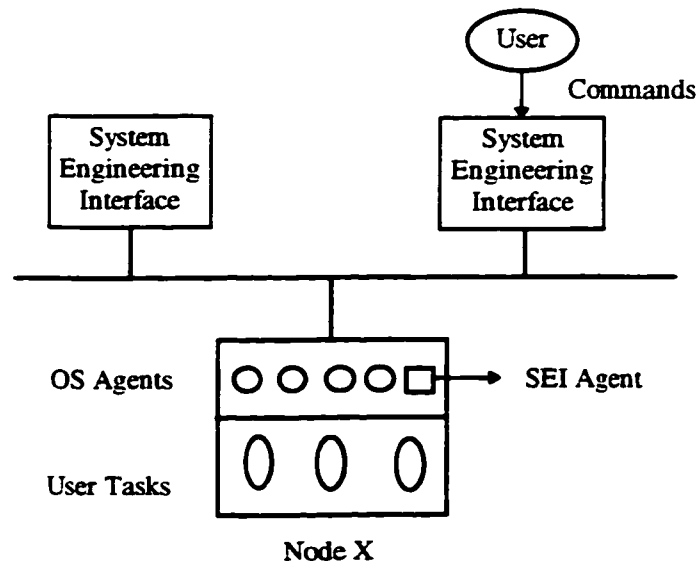 User
Commands
System
Engineering
Interface
System
Engineering
Interface
OS Agents
SEI Agent
User Tasks
Node X